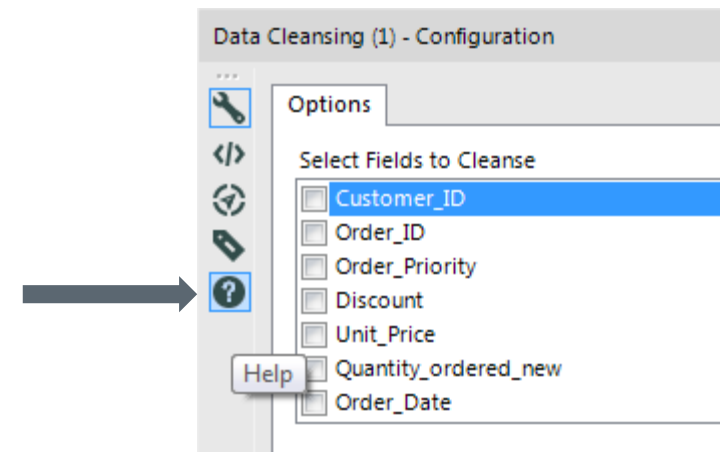 Data Cleansing (1) - Configuration
Options
</>
Select Fields to Cleanse
Customer_ID
Order_ID
Order_Priority
Discount
Unit_Price
?
Help
Quantity_ordered_new
Order_Date